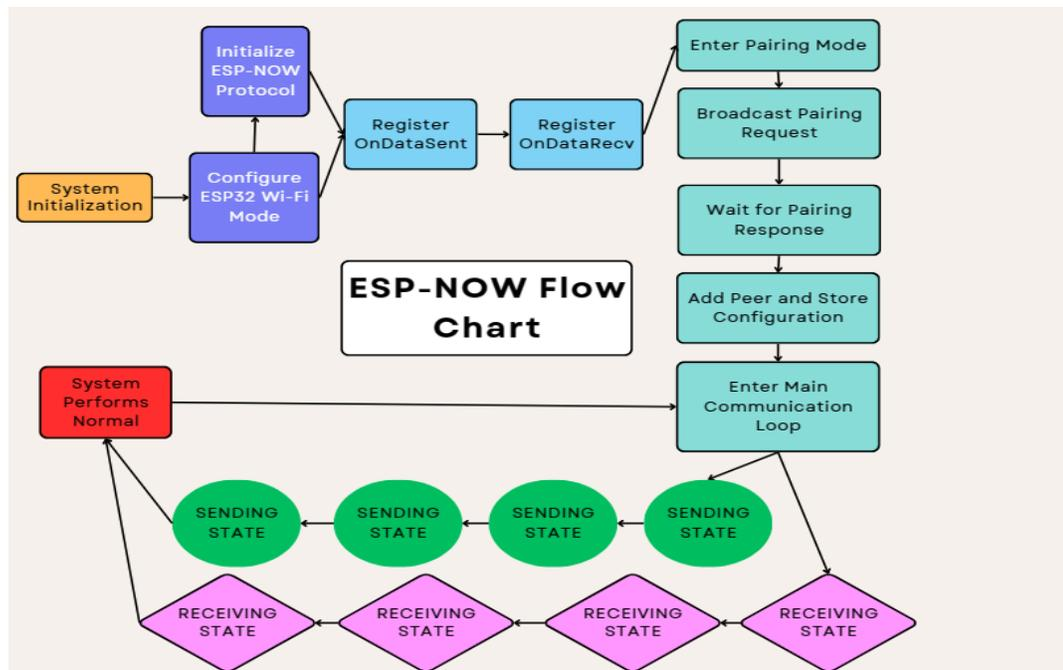 Initialize
ESP-NOW
Protocol
Enter Pairing Mode
Register
OnDataSent
Register
OnDataRecv
Broadcast Pairing
Request
System
Initialization
Configure
ESP32 Wi-Fi
Mode
Wait for Pairing
Response
ESP-NOW Flow
Chart
Add Peer and Store
Configuration
System
Performs
Normal
Enter Main
Communication
Loop
SENDING
STATE
SENDING
STATE
SENDING
STATE
SENDING
STATE
RECEIVING
STATE
RECEIVING
STATE
RECEIVING
STATE
RECEIVING
STATE